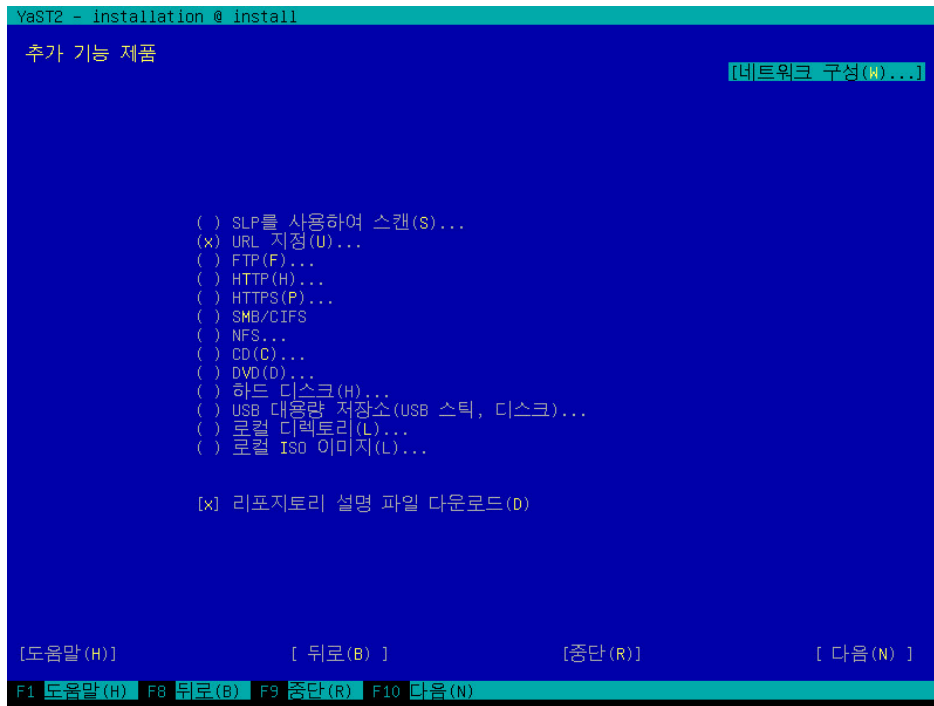 YaST2 - installation @ install
추가 기능 제품
[네트워크 구성(W)...]
( ) SLP를 사용하여 스캔(S)...
(x) URL 지정(U)...
( ) FTP(F)...
( ) HTTP(H)...
( ) HTTPS(P)...
( ) SMB/CIFS
( ) NFS...
( ) CD(C)...
( ) DVD(D)...
( ) 하드 디스크(H)...
( ) USB 대용량 저장소(USB 스틱, 디스크)...
( ) 로컬 디렉토리(L)...
( ) 로컬 ISO 이미지(L)...
[x] 리포지토리 설명 파일 다운로드(D)
[도움말(H)] [ 뒤로(B) ] [중단(R)] [ 다음(N) ]
F1 도움말(H) F8 뒤로(B) F9 중단(R) F10 다음(N)